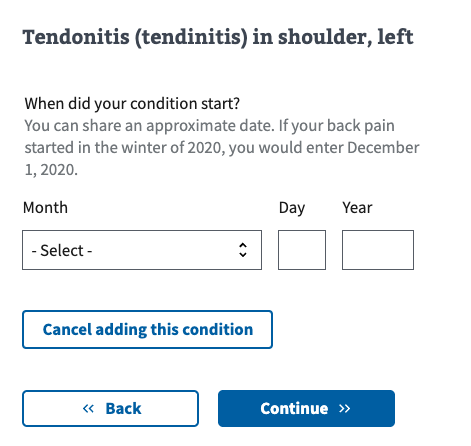 Tendonitis (tendinitis) in shoulder, left
When did your condition start?
You can share an approximate date. If your back pain
started in the winter of 2020, you would enter December
1, 2020.
Month Day Year
- Select -
Cancel adding this condition
« Back Continue »